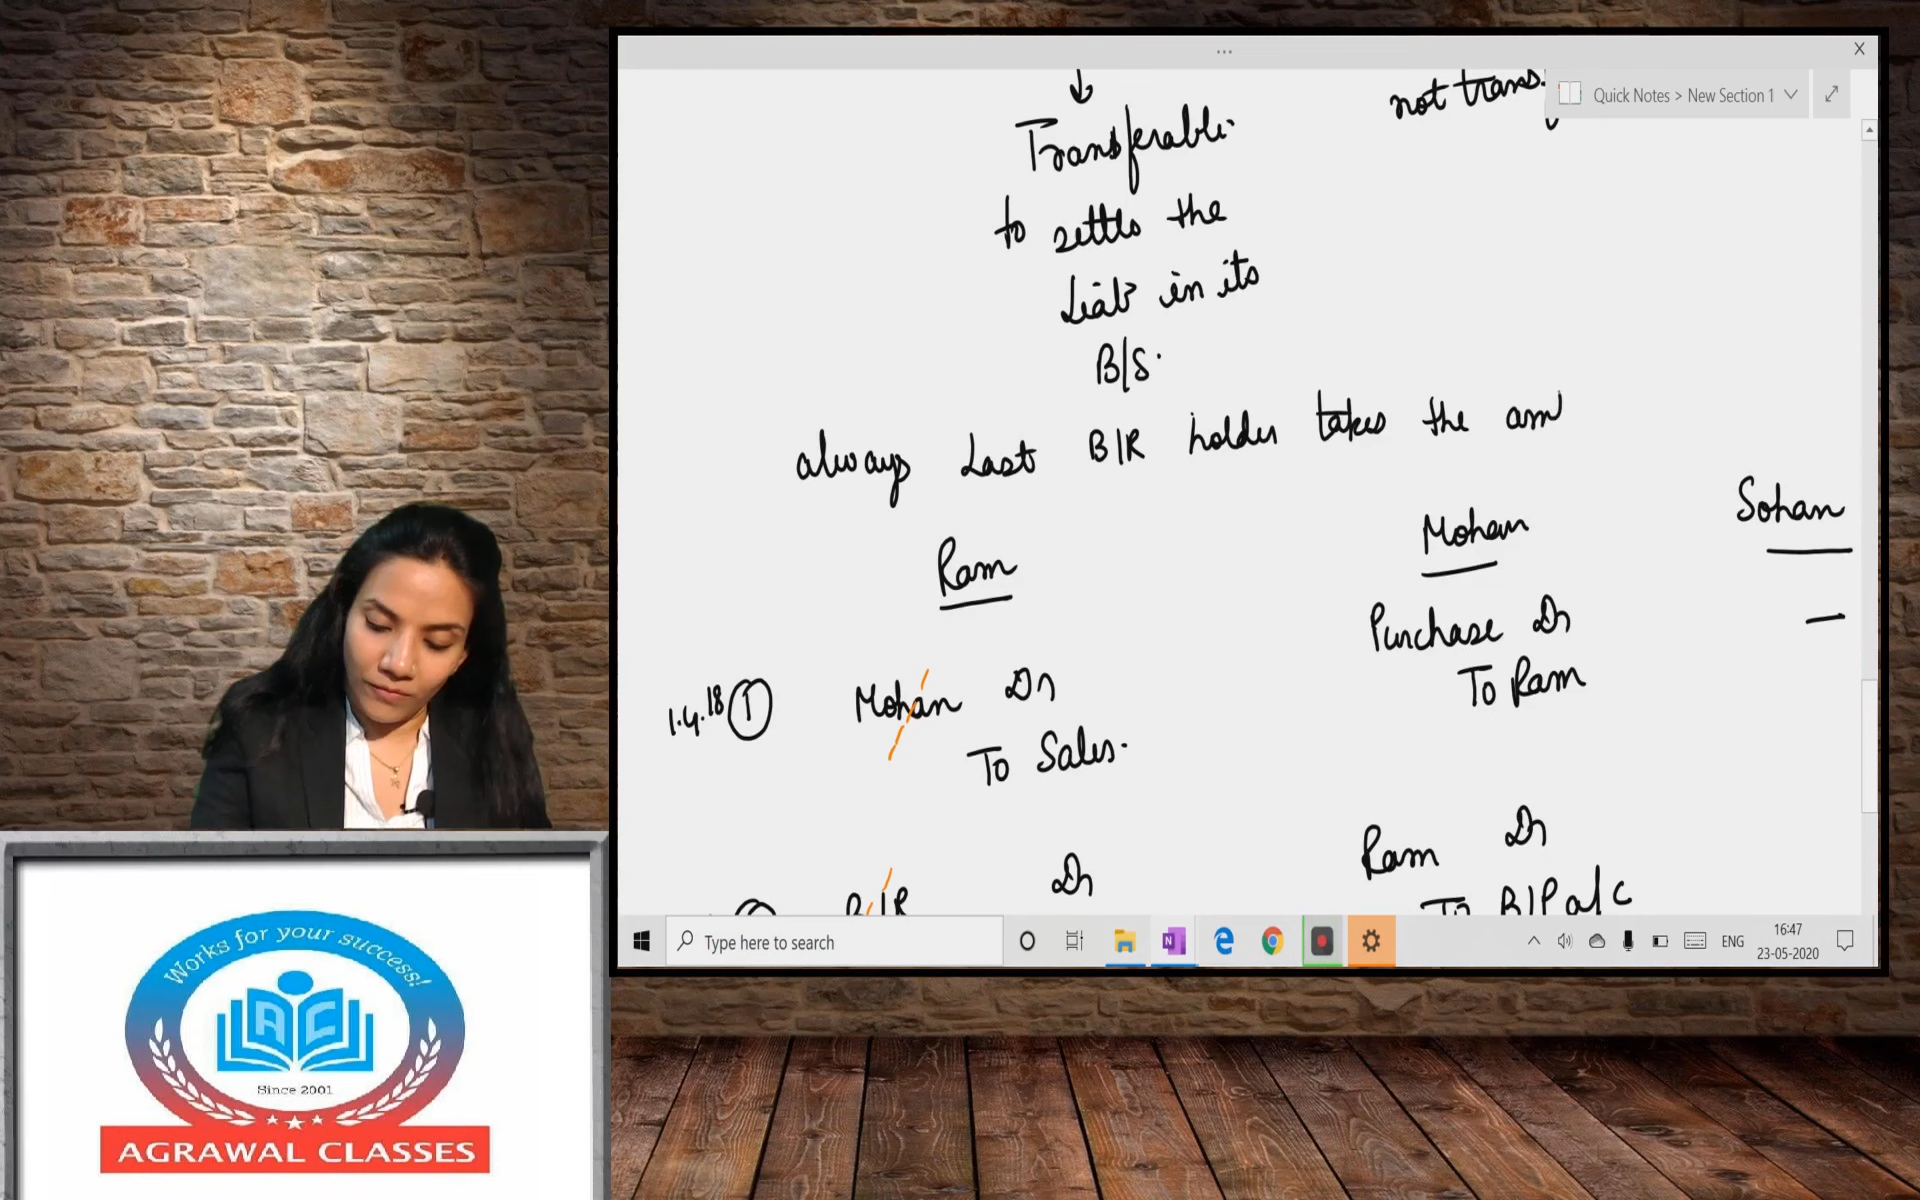 ...
X
not trans
Quick Notes > New Section 1
Transferable
to settle the
Liab in its
B/S.
always Last B/R holder takes the am
Ram
Mohan
Sohan
1.4.18 ① Mohan Dr
To Sales.
Purchase Dr
To Ram
—
B/R Dr
Ram Dr
To B/P a/c
Type here to search
ENG
16:47
23-05-2020
Works for your success!
AC
Since 2001
AGRAWAL CLASSES